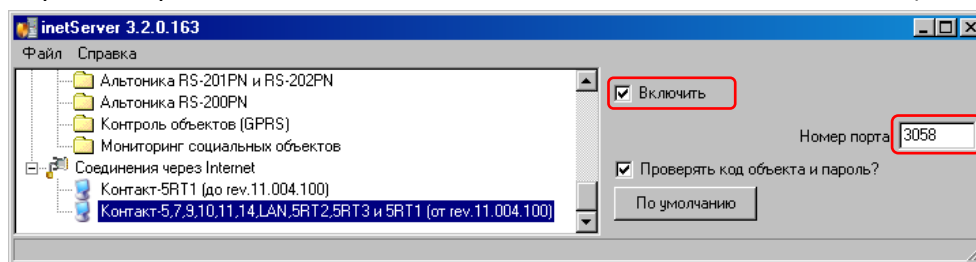 inetServer 3.2.0.163
Файл Справка
Альтоника RS-201PN и RS-202PN
Альтоника RS-200PN
Контроль объектов (GPRS)
Мониторинг социальных объектов
Соединения через Internet
Контакт-5RT1 (до rev.11.004.100)
Контакт-5,7,9,10,11,14,LAN,5RT2,5RT3 и 5RT1 (от rev.11.004.100)
Включить
Номер порта 3058
Проверять код объекта и пароль?
По умолчанию